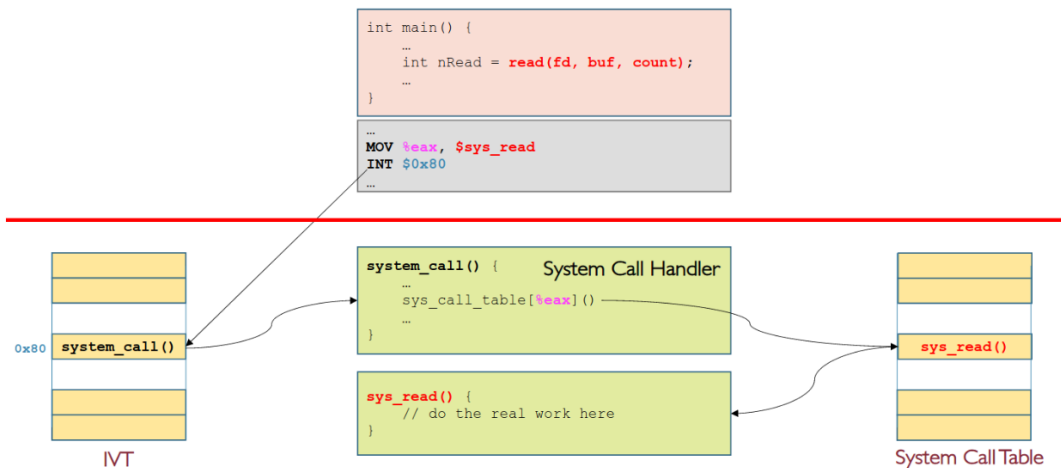 int main() {
…
int nRead = read(fd, buf, count);
…
}
…
MOV %eax, $sys_read
INT $0x80
…
system_call() {
System Call Handler
…
sys_call_table[%eax]()
…
}
0x80
system_call()
sys_read()
sys_read() {
// do the real work here
}
IVT
System Call Table